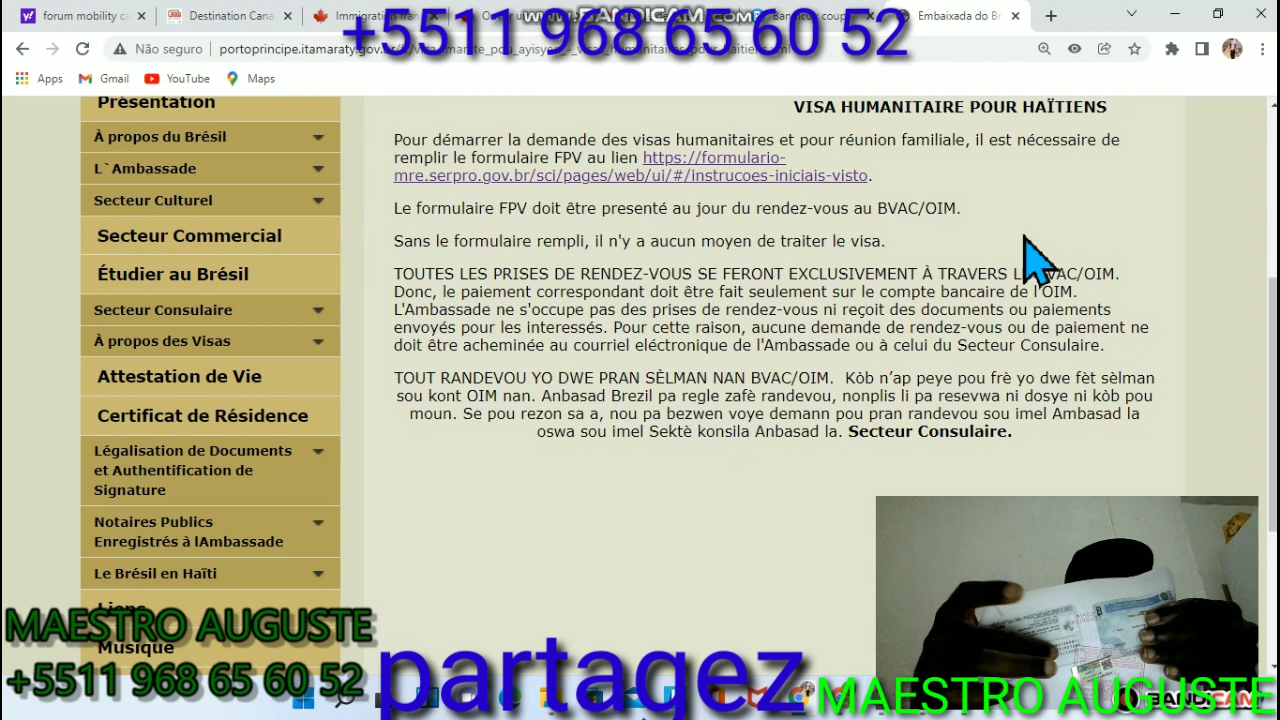 forum mobility c
Destination Cana
Immigration fran
WWW.BANDICAM.COM
Embaixada do Br
+5511 968 65 60 52
Não seguro
Apps
Gmail
YouTube
Maps
Présentation
À propos du Brésil
L`Ambassade
Secteur Culturel
Secteur Commercial
Étudier au Brésil
Secteur Consulaire
À propos des Visas
Attestation de Vie
Certificat de Résidence
Légalisation de Documents
et Authentification de
Signature
Notaires Publics
Enregistrés à lAmbassade
Le Brésil en Haïti
Liens
Musique
VISA HUMANITAIRE POUR HAÏTIENS
Pour démarrer la demande des visas humanitaires et pour réunion familiale, il est nécessaire de
remplir le formulaire FPV au lien https://formulario-
mre.serpro.gov.br/sci/pages/web/ui/#/instrucoes-iniciais-visto.
Le formulaire FPV doit être presenté au jour du rendez-vous au BVAC/OIM.
Sans le formulaire rempli, il n'y a aucun moyen de traiter le visa.
TOUTES LES PRISES DE RENDEZ-VOUS SE FERONT EXCLUSIVEMENT À TRAVERS VAC/OIM.
Donc, le paiement correspondant doit être fait seulement sur le compte bancaire de l'OIM.
L'Ambassade ne s'occupe pas des prises de rendez-vous ni reçoit des documents ou paiements
envoyés pour les interessés. Pour cette raison, aucune demande de rendez-vous ou de paiement ne
doit être acheminée au courriel eléctronique de l'Ambassade ou à celui du Secteur Consulaire.
TOUT RANDEVOU YO DWE PRAN SÈLMAN NAN BVAC/OIM. Kòb n’ap peye pou frè yo dwe fèt sèlman
sou kont OIM nan. Anbasad Brezil pa regle zafè randevou, nonplis li pa resevwa ni dosye ni kòb pou
moun. Se pou rezon sa a, nou pa bezwen voye demann pou pran randevou sou imel Ambasad la
oswa sou imel Sektè konsila Anbasad la. Secteur Consulaire.
MAESTRO AUGUSTE
+5511 968 65 60 52
partagez
MAESTRO AUGUSTE
BANDICAM